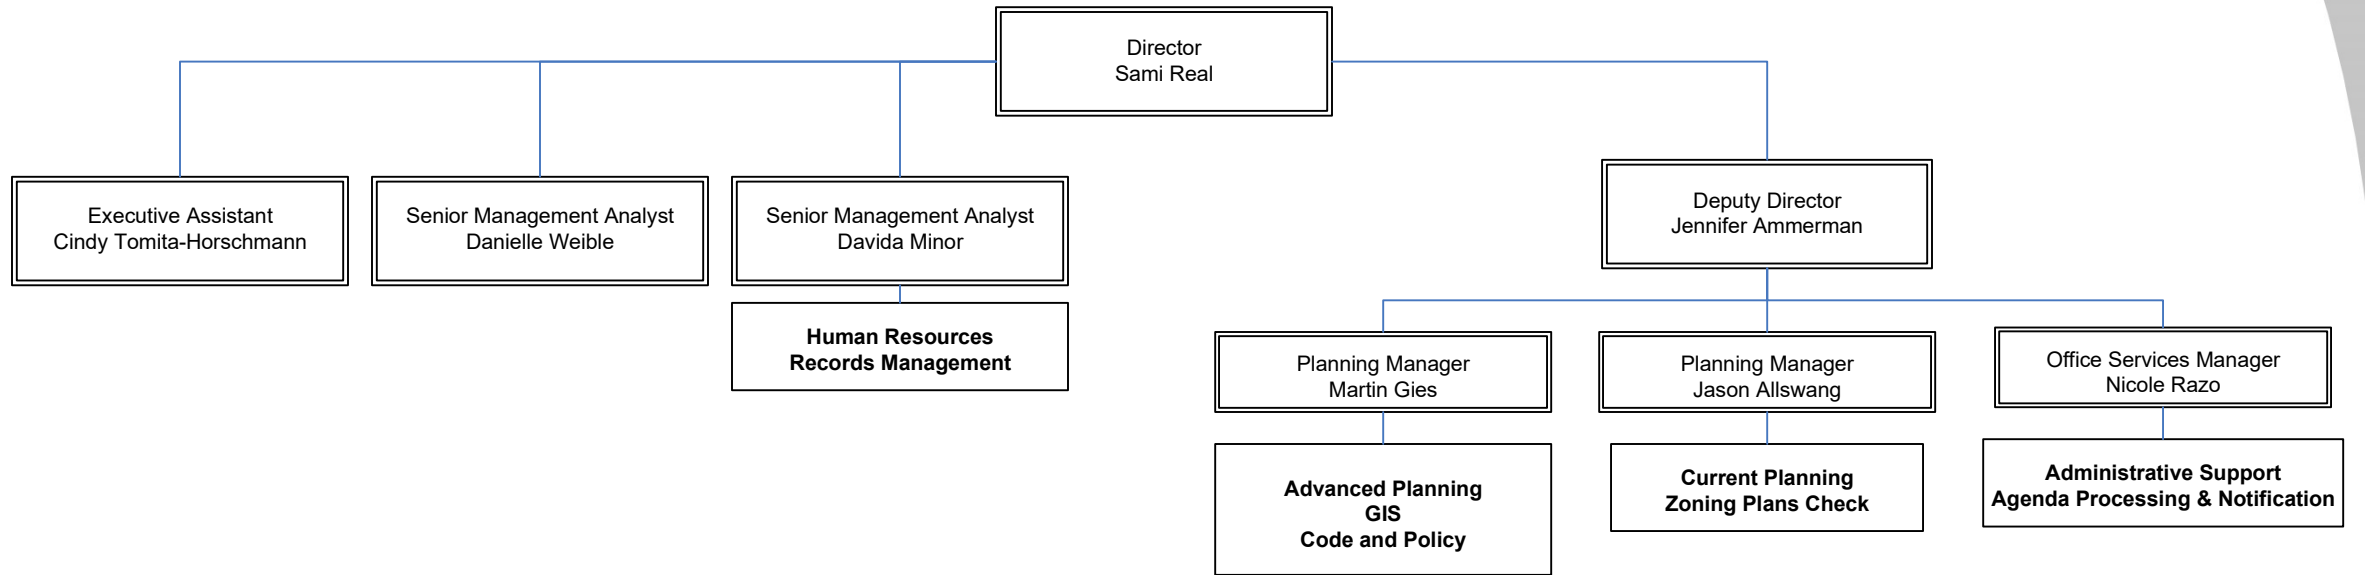 Director
Sami Real
Executive Assistant
Cindy Tomita-Horschmann
Senior Management Analyst
Danielle Weible
Senior Management Analyst
Davida Minor
Human Resources
Records Management
Deputy Director
Jennifer Ammerman
Planning Manager
Martin Gies
Advanced Planning
GIS
Code and Policy
Planning Manager
Jason Allswang
Current Planning
Zoning Plans Check
Office Services Manager
Nicole Razo
Administrative Support
Agenda Processing & Notification